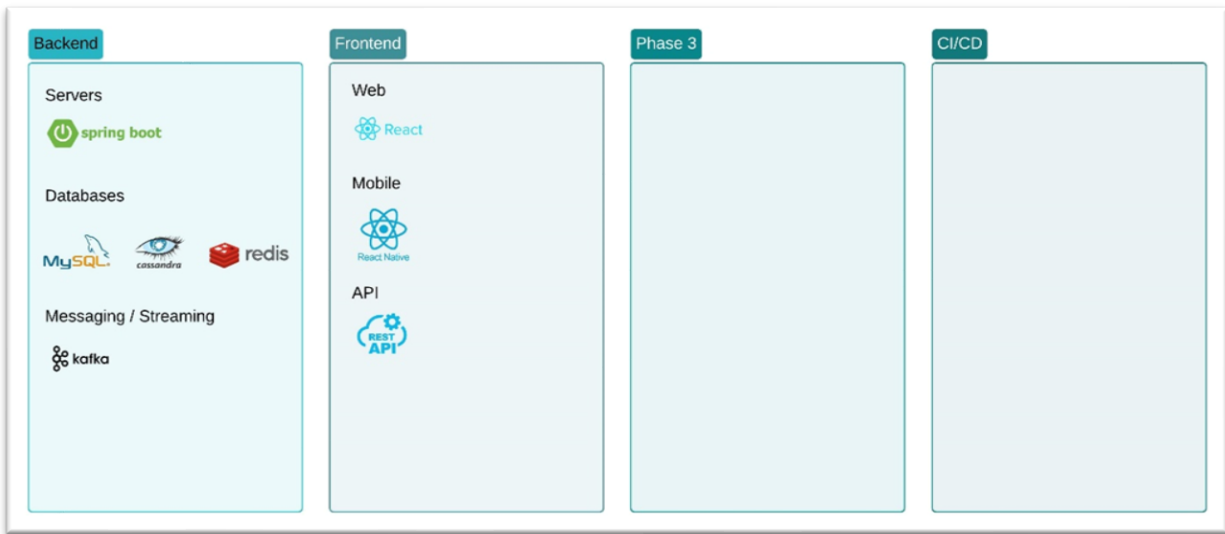 Backend
Servers
spring boot
Databases
MySQL.
cassandra
redis
Messaging / Streaming
kafka
Frontend
Web
React
Mobile
React Native
API
REST
API
Phase 3
CI/CD